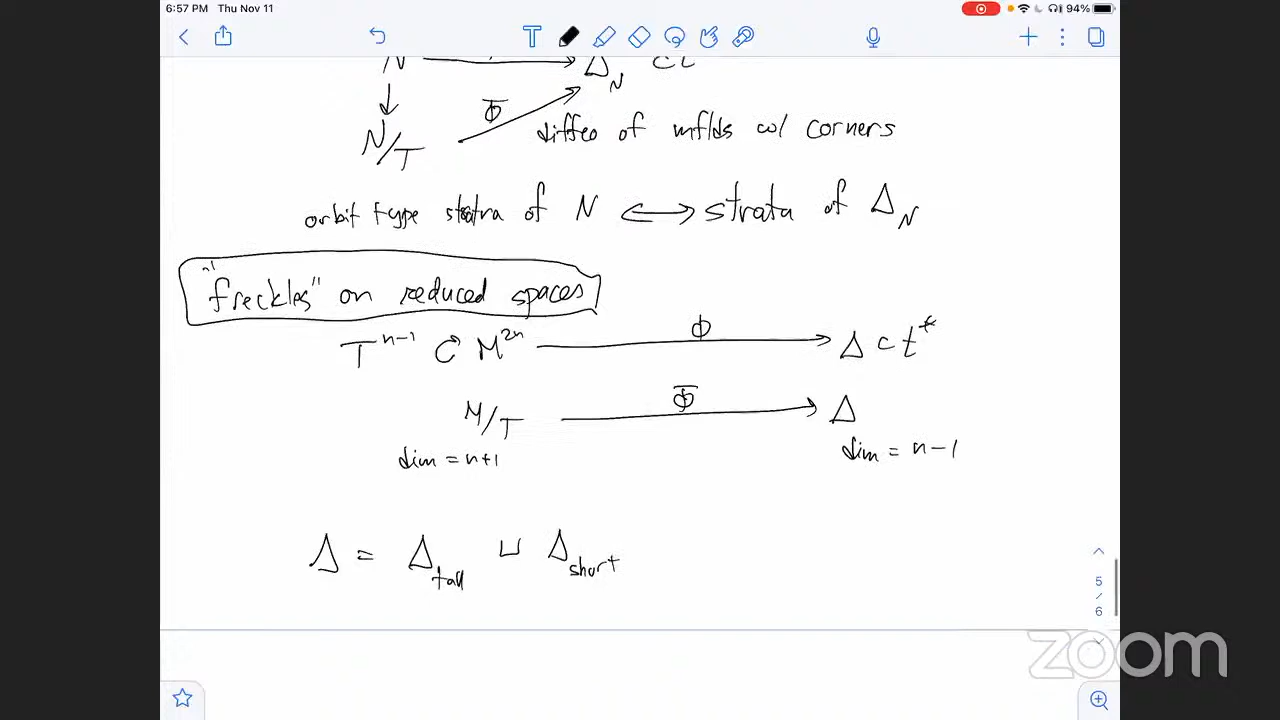 6:57 PM Thu Nov 11
94%
N Δ_N
Φ̄
N/T
diffeo of mflds w/ corners
orbit type statra of N ⟷ strata of Δ_N
"freckles" on reduced spaces
T^{n-1} ↻ M^{2n} ⟶ Φ Δ ⊂ t^*
M/T ⟶ Φ̄ Δ
dim = n+1 dim = n-1
Δ = Δ_tall ⊔ Δ_short
5
/
6
zoom